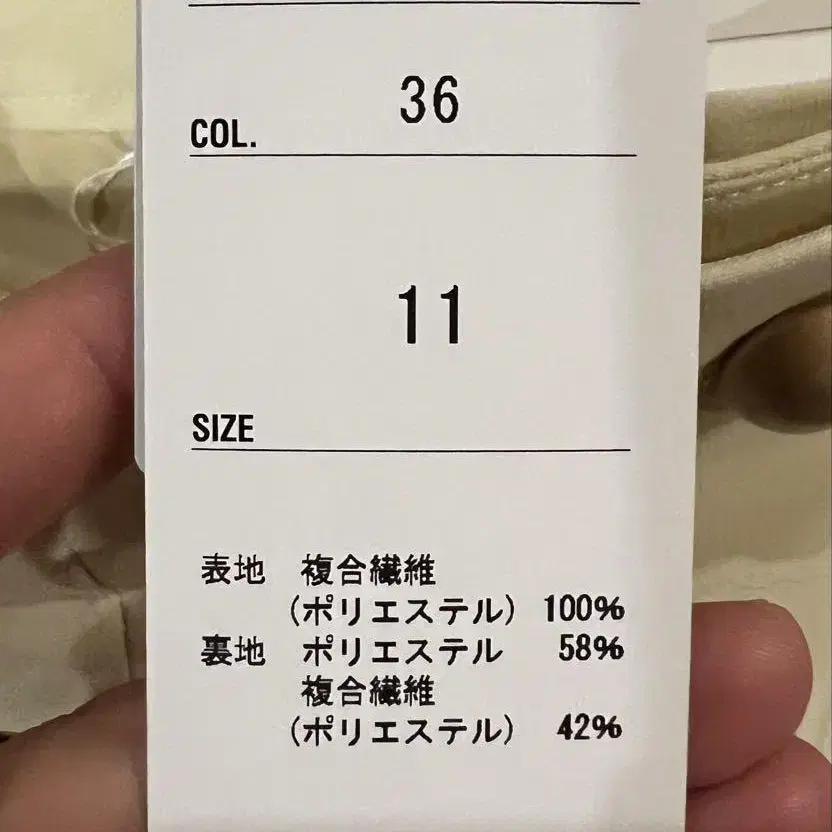 36
COL.
11
SIZE
表地 複合繊維
(ポリエステル) 100%
裏地 ポリエステル 58%
複合繊維
(ポリエステル) 42%